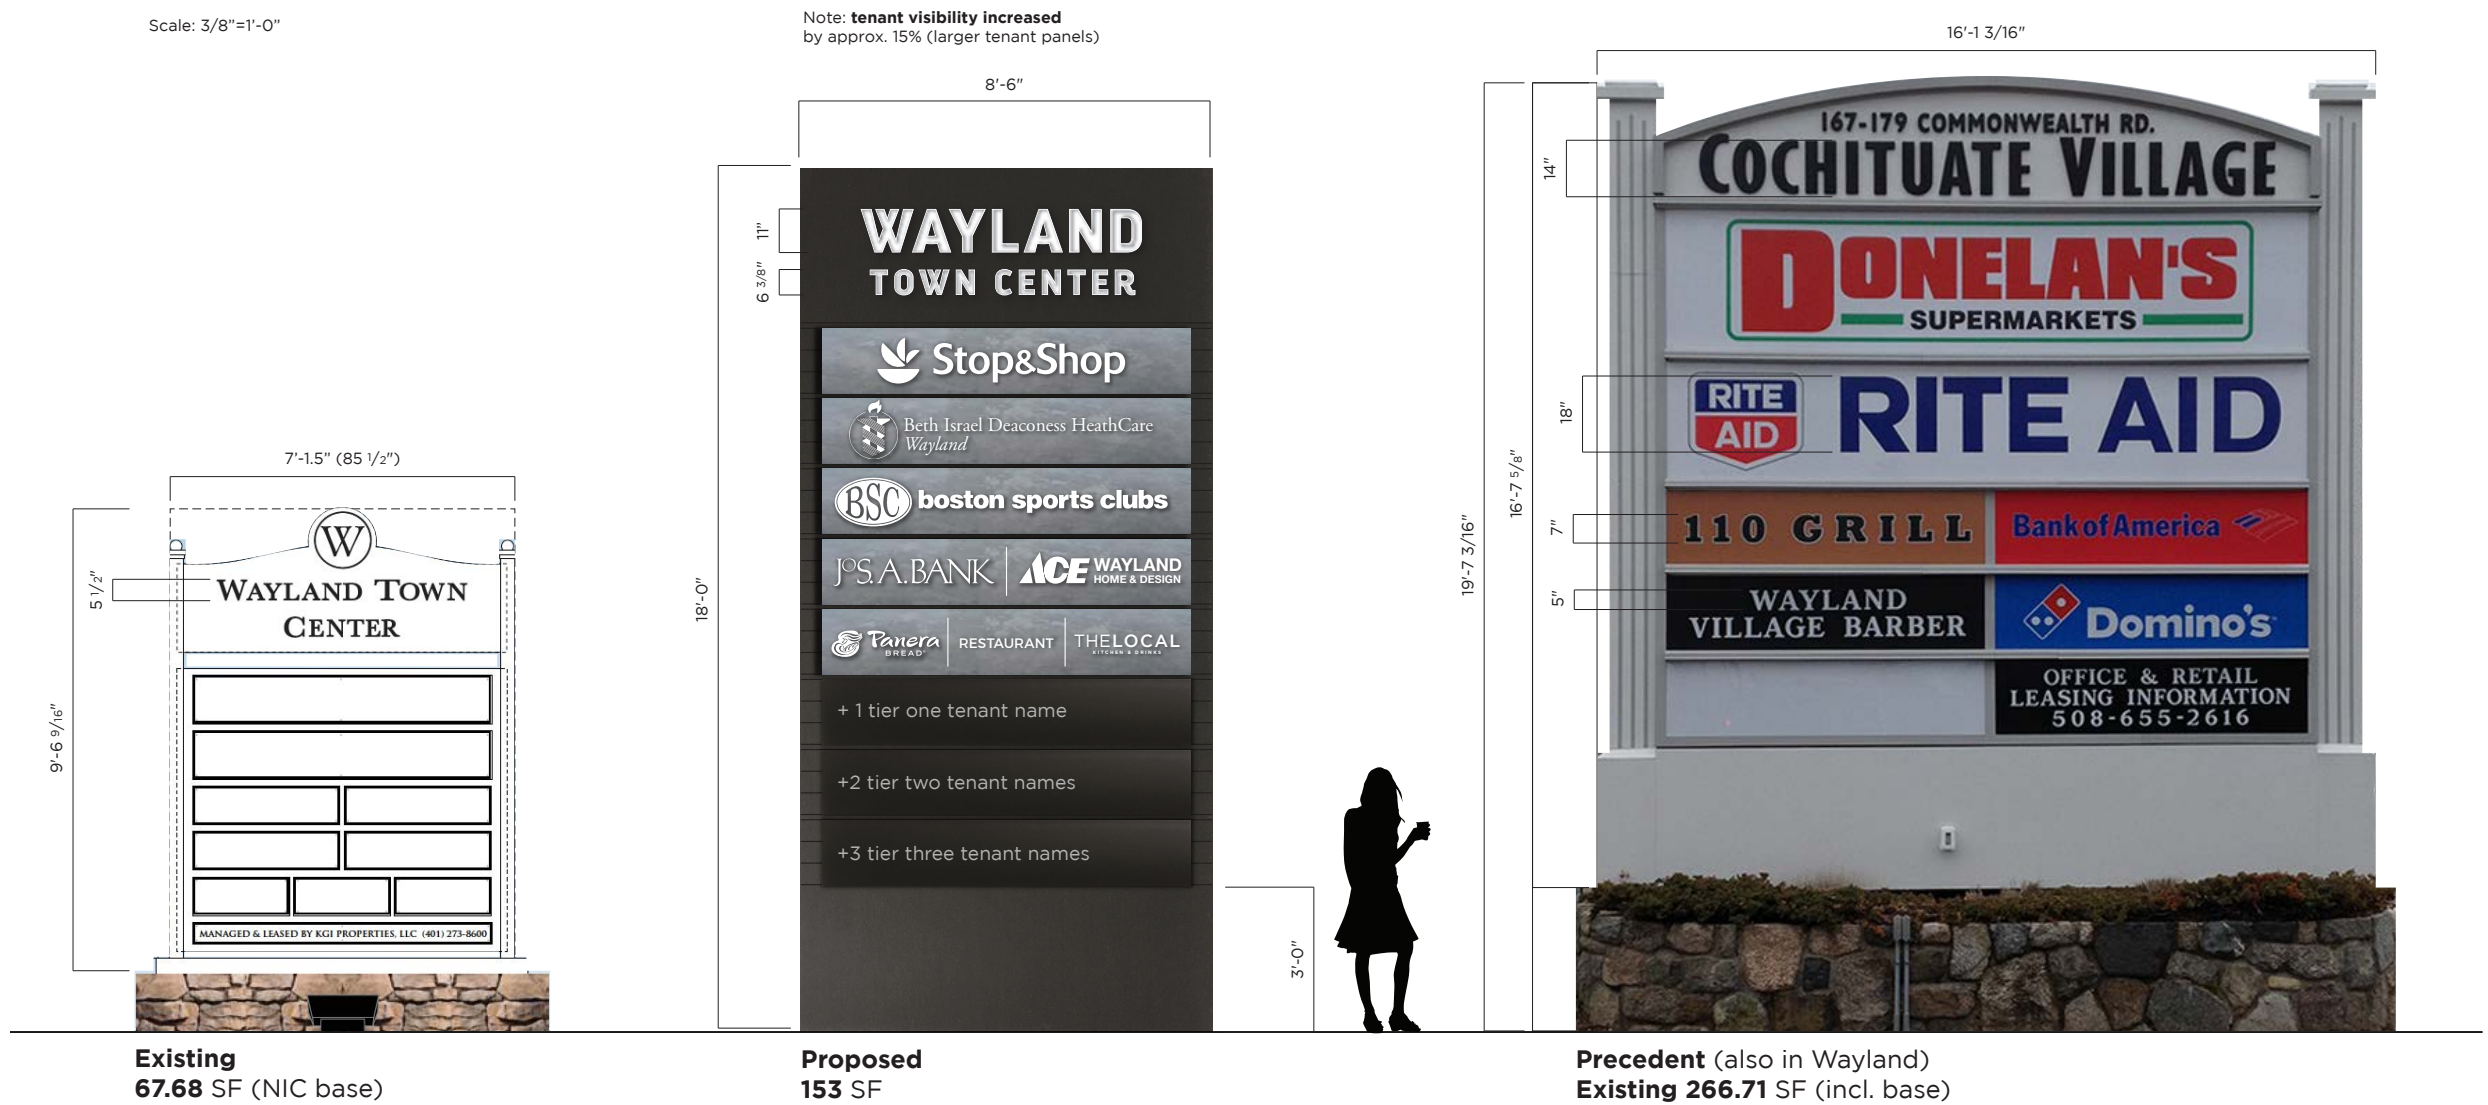 Scale: 3/8”=1’-0”
Note: tenant visibility increased
by approx. 15% (larger tenant panels)
7’-1.5” (85 1/2")
5 1/2"
9'-6 9/16"
W
WAYLAND TOWN
CENTER
MANAGED & LEASED BY KGI PROPERTIES, LLC (401) 273-8600
Existing
67.68 SF (NIC base)
8'-6"
11"
6 3/8"
18'-0"
WAYLAND
TOWN CENTER
Stop&Shop
Beth Israel Deaconess HeathCare
Wayland
BSC boston sports clubs
JOS. A. BANK
ACE WAYLAND
HOME & DESIGN
Panera
BREAD
RESTAURANT
THELOCAL
KITCHEN & DRINKS
+ 1 tier one tenant name
+2 tier two tenant names
+3 tier three tenant names
3'-0"
Proposed
153 SF
16'-1 3/16"
14"
18"
7"
5"
16'-7 5/8"
19'-7 3/16"
167-179 COMMONWEALTH RD.
COCHITUATE VILLAGE
DONELAN'S
SUPERMARKETS
RITE
AID
RITE AID
110 GRILL
Bank of America
WAYLAND
VILLAGE BARBER
Domino's
OFFICE & RETAIL
LEASING INFORMATION
508-655-2616
Precedent (also in Wayland)
Existing 266.71 SF (incl. base)